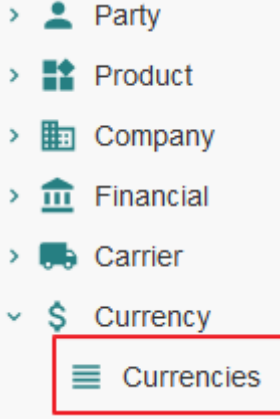 Party
Product
Company
Financial
Carrier
Currency
Currencies